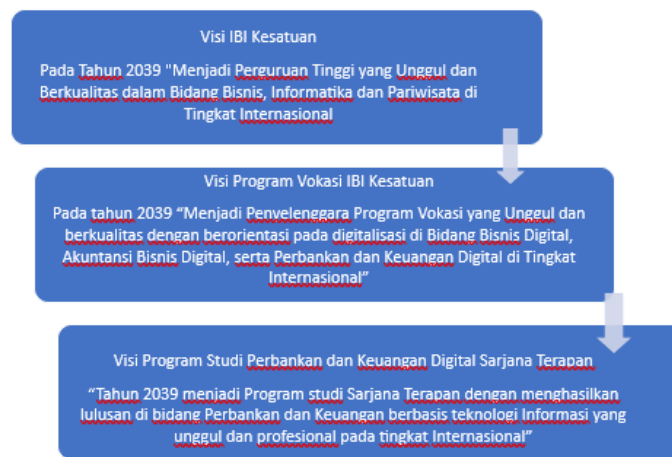 Visi IBI Kesatuan
Pada Tahun 2039 "Menjadi Perguruan Tinggi yang Unggul dan
Berkualitas dalam Bidang Bisnis, Informatika dan Pariwisata di
Tingkat Internasional
Visi Program Vokasi IBI Kesatuan
Pada tahun 2039 “Menjadi Penyelenggara Program Vokasi yang Unggul dan
berkualitas dengan berorientasi pada digitalisasi di Bidang Bisnis Digital,
Akuntansi Bisnis Digital, serta Perbankan dan Keuangan Digital di Tingkat
Internasional”
Visi Program Studi Perbankan dan Keuangan Digital Sarjana Terapan
“Tahun 2039 menjadi Program studi Sarjana Terapan dengan menghasilkan
lulusan di bidang Perbankan dan Keuangan berbasis teknologi Informasi yang
unggul dan profesional pada tingkat Internasional”